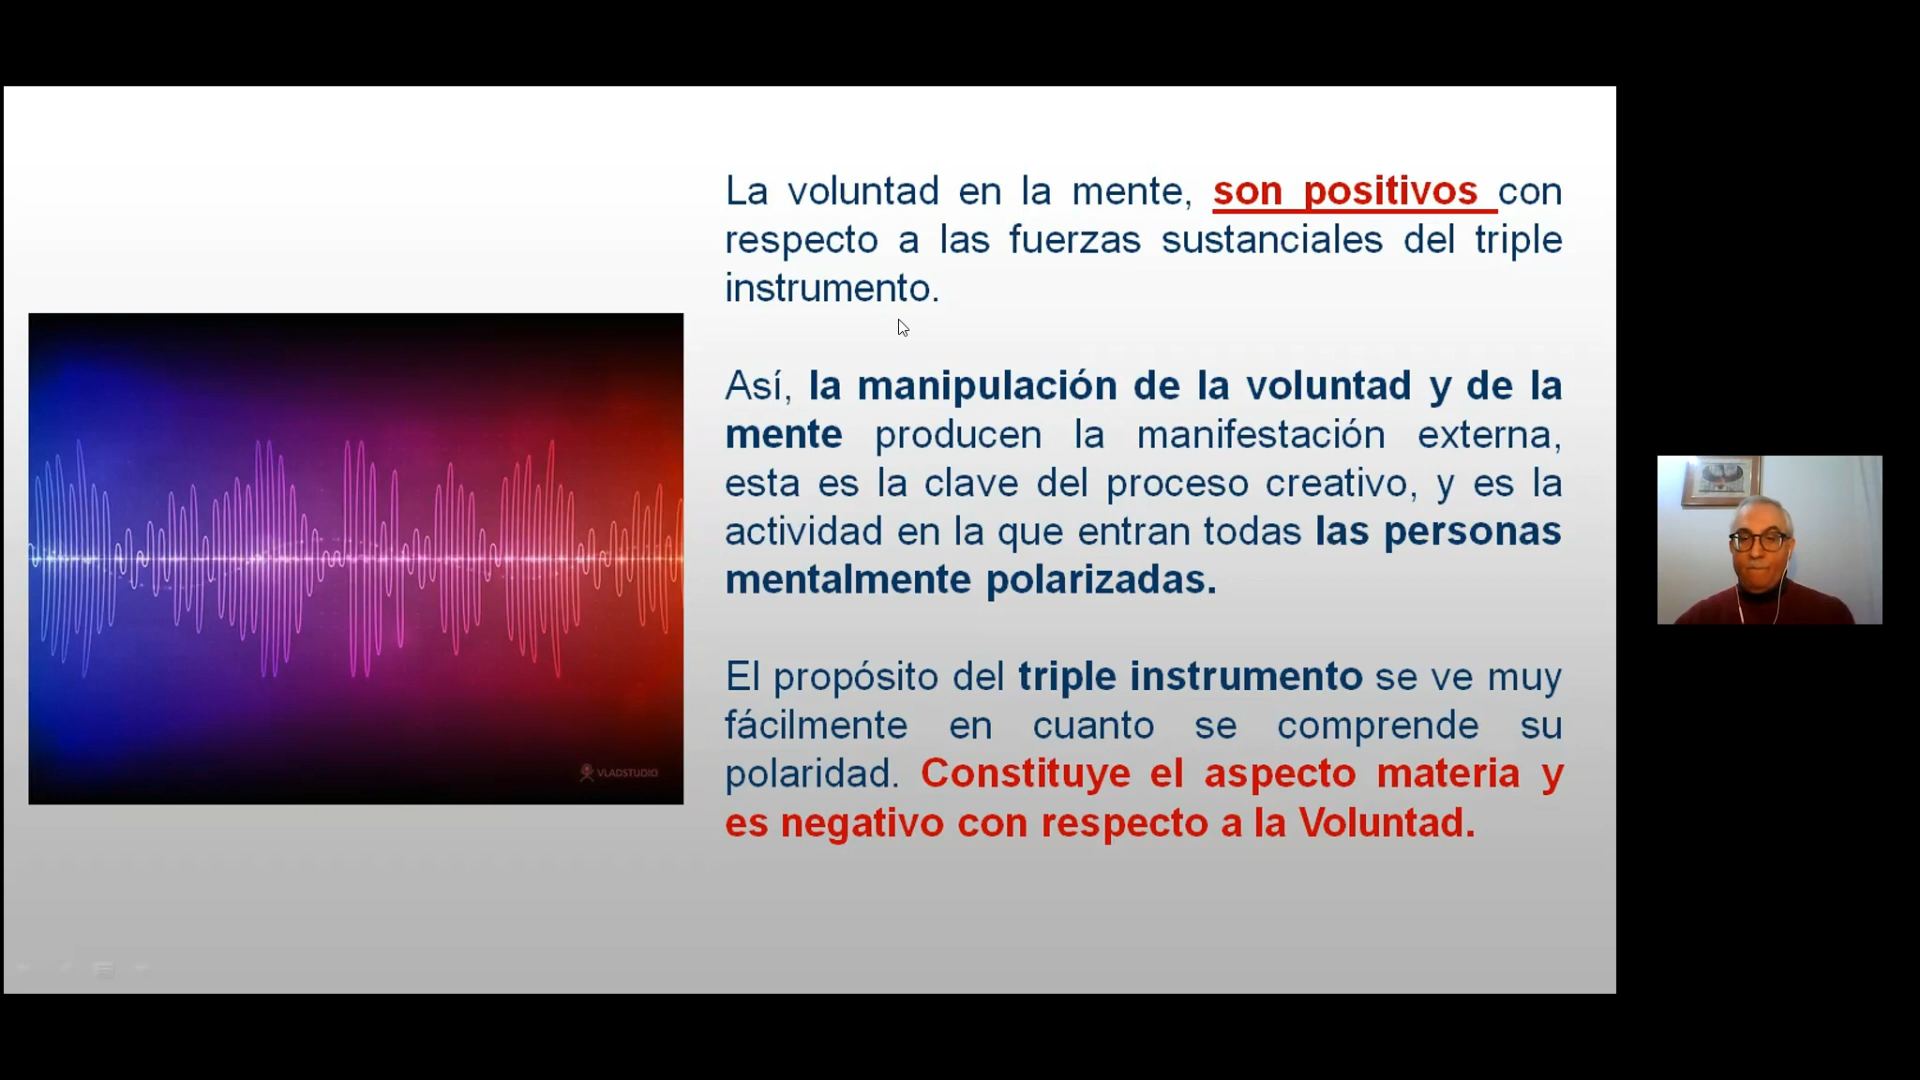 La voluntad en la mente, son positivos con
respecto a las fuerzas sustanciales del triple
instrumento.
Así, la manipulación de la voluntad y de la
mente producen la manifestación externa,
esta es la clave del proceso creativo, y es la
actividad en la que entran todas las personas
mentalmente polarizadas.
El propósito del triple instrumento se ve muy
fácilmente en cuanto se comprende su
polaridad. Constituye el aspecto materia y
es negativo con respecto a la Voluntad.
VLADSTUDIO